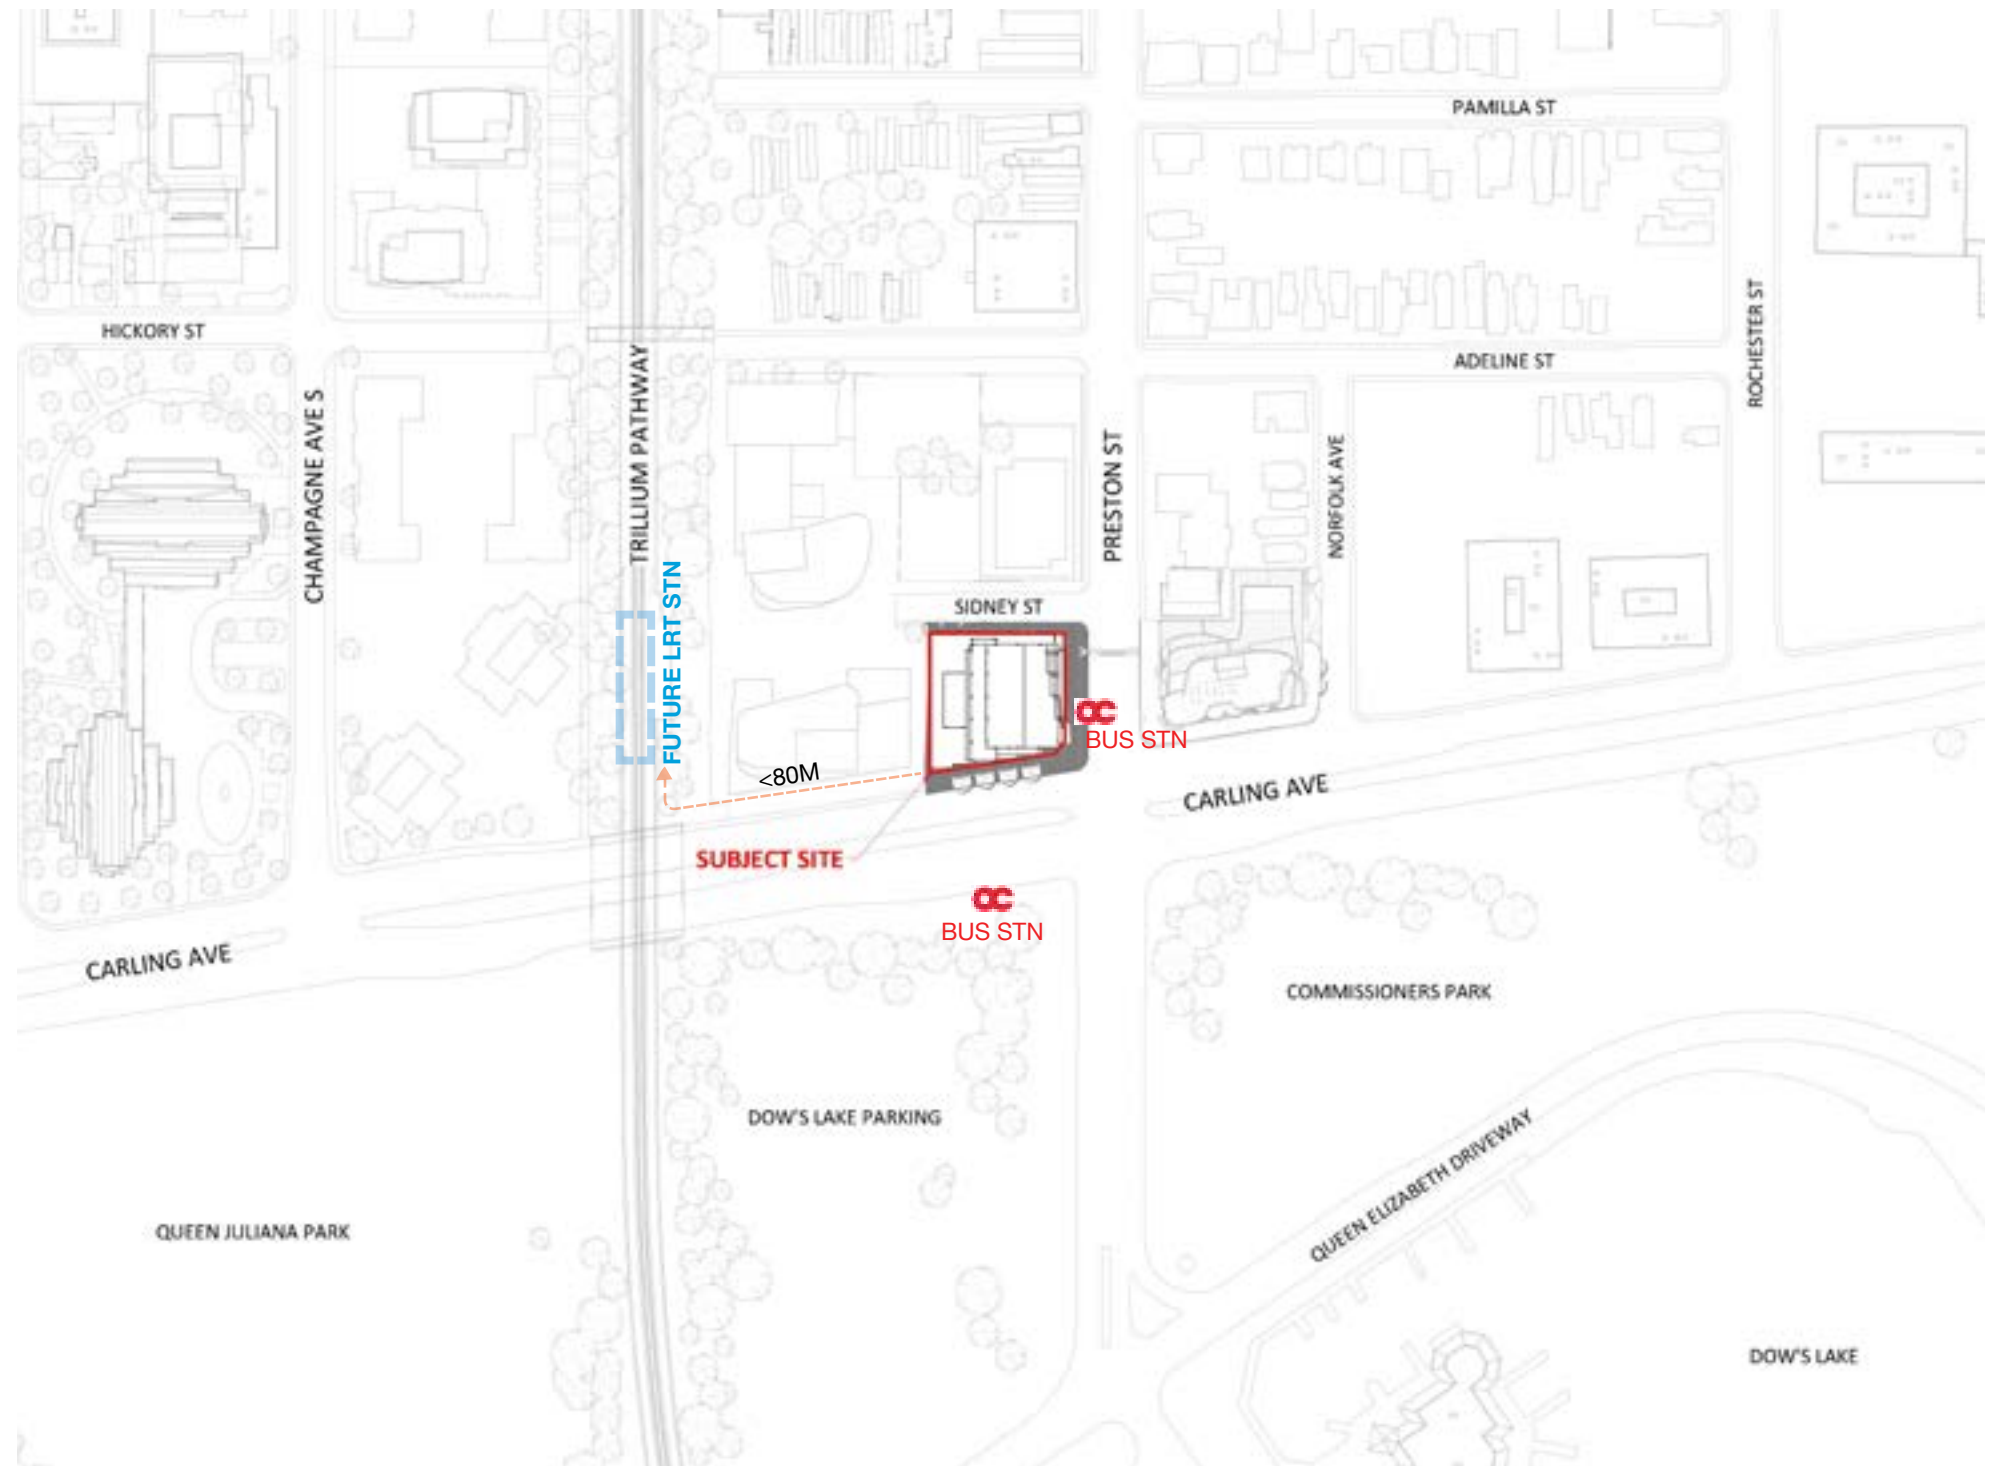 PAMILLA ST
HICKORY ST
ADELINE ST
ROCHESTER ST
CHAMPAGNE AVE S
TRILLIUM PATHWAY
PRESTON ST
NORFOLK AVE
SIDNEY ST
FUTURE LRT STN
BUS STN
<80M
CARLING AVE
SUBJECT SITE
BUS STN
CARLING AVE
COMMISSIONERS PARK
DOW'S LAKE PARKING
QUEEN ELIZABETH DRIVEWAY
QUEEN JULIANA PARK
DOW'S LAKE